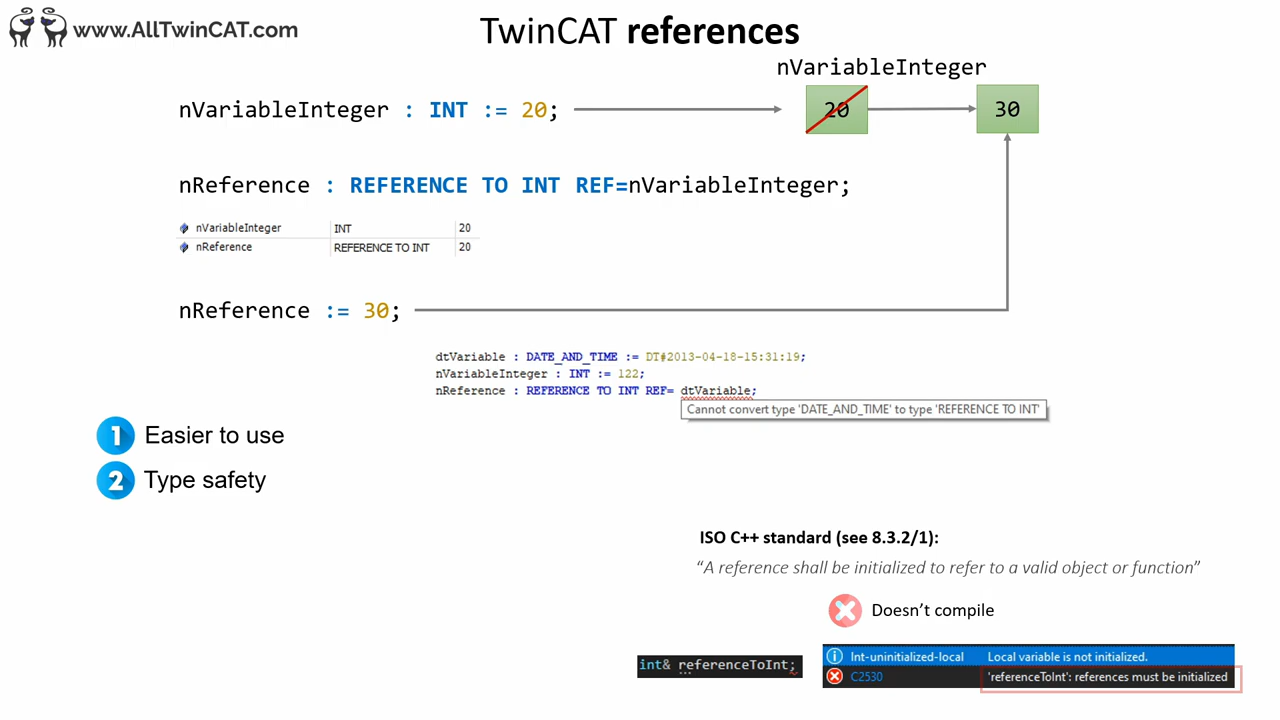 www.AllTwinCAT.com
TwinCAT references
nVariableInteger
nVariableInteger : INT := 20;
20
30
nReference : REFERENCE TO INT REF=nVariableInteger;
nVariableInteger INT 20
nReference REFERENCE TO INT 20
nReference := 30;
dtVariable : DATE_AND_TIME := DT#2013-04-18-15:31:19;
nVariableInteger : INT := 122;
nReference : REFERENCE TO INT REF= dtVariable;
Cannot convert type 'DATE_AND_TIME' to type 'REFERENCE TO INT'
1 Easier to use
2 Type safety
ISO C++ standard (see 8.3.2/1):
“A reference shall be initialized to refer to a valid object or function”
Doesn’t compile
int& referenceToInt;
Int-uninitialized-local Local variable is not initialized.
C2530 'referenceToInt': references must be initialized